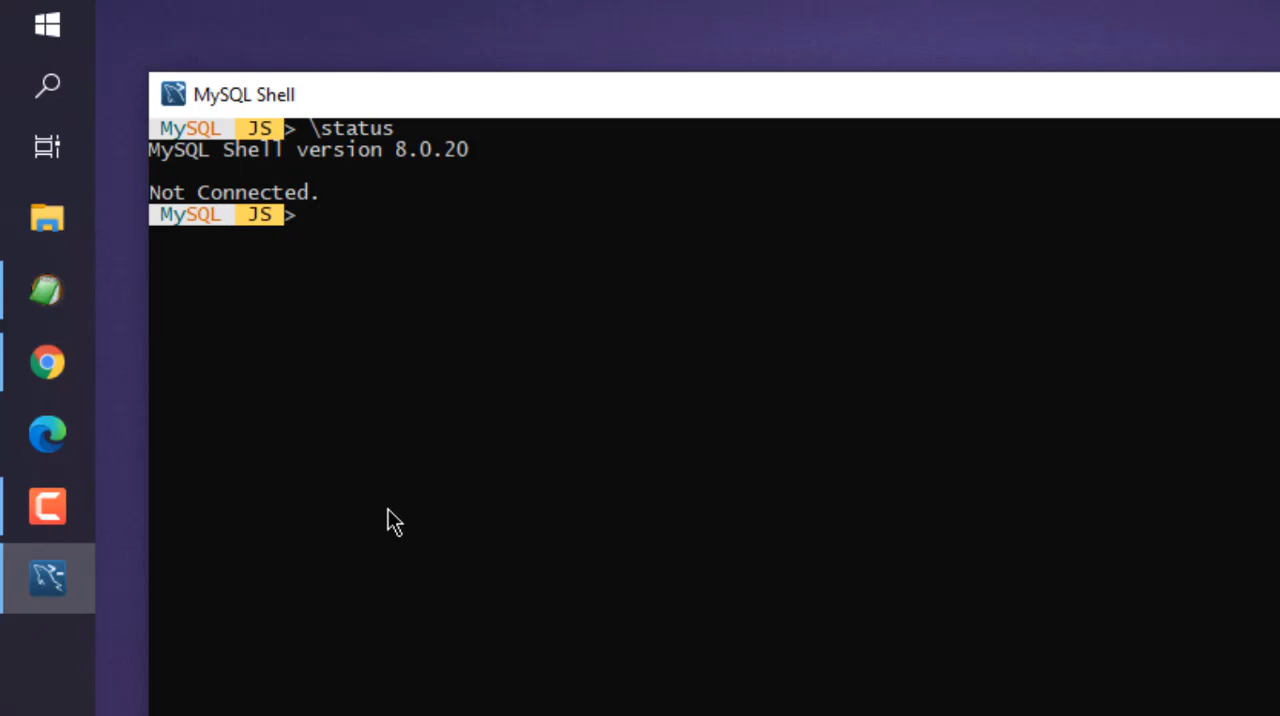 MySQL Shell
MySQL JS > \status
MySQL Shell version 8.0.20
Not Connected.
MySQL JS >